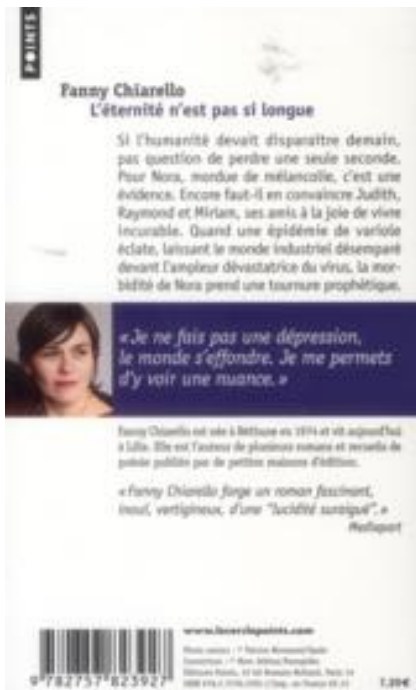 POINTS
Fanny Chiarello
L'éternité n'est pas si longue
Si l'humanité devait disparaître demain,
pas question de perdre une seule seconde.
Pour Nora, mordue de mélancolie, c'est une
évidence. Encore faut-il en convaincre Judith,
Raymond et Miriam, ses amis à la joie de vivre
incurable. Quand une épidémie de variole
éclate, laissant le monde industriel désemparé
devant l'ampleur dévastatrice du virus, la mor-
bidité de Nora prend une tournure prophétique.
« Je ne fais pas une dépression,
le monde s'effondre. Je me permets
d'y voir une nuance. »
Fanny Chiarello est née à Béthune en 1974 et vit aujourd'hui
à Lille. Elle est l'auteur de plusieurs romans et recueils de
poésie publiés par de petites maisons d'édition.
« Fanny Chiarello forge un roman fascinant,
inouï, vertigineux, d'une "lucidité suraiguë". »
Mediapart
www.lecerclepoints.com
9 782757 823927
7,20€